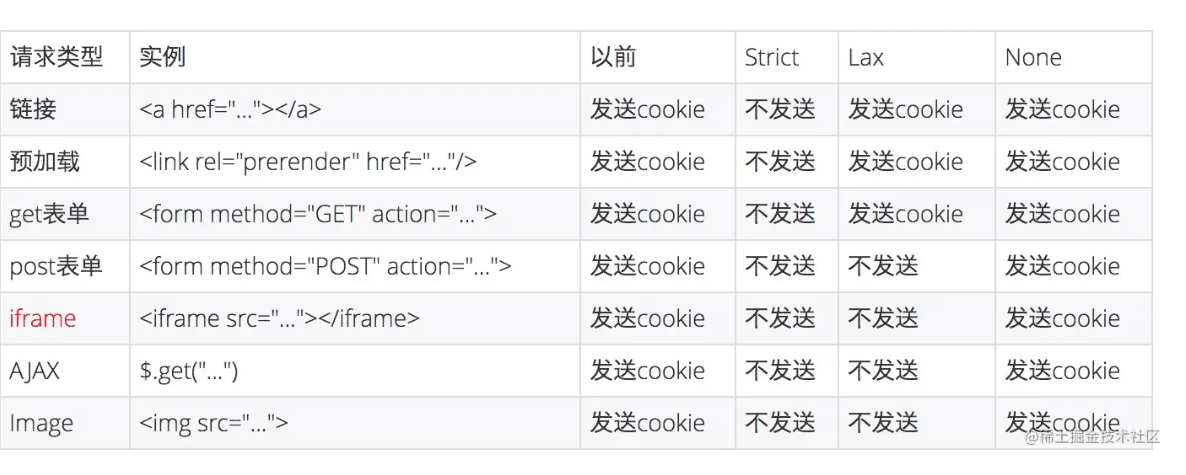 请求类型 实例 以前 Strict Lax None
链接 <a href="..."></a> 发送cookie 不发送 发送cookie 发送cookie
预加载 <link rel="prerender" href="..."/> 发送cookie 不发送 发送cookie 发送cookie
get表单 <form method="GET" action="..."> 发送cookie 不发送 发送cookie 发送cookie
post表单 <form method="POST" action="..."> 发送cookie 不发送 不发送 发送cookie
iframe <iframe src="..."></iframe> 发送cookie 不发送 不发送 发送cookie
AJAX $.get("...") 发送cookie 不发送 不发送 发送cookie
Image <img src="..."> 发送cookie 不发送 不发送 发送cookie
@稀土掘金技术社区